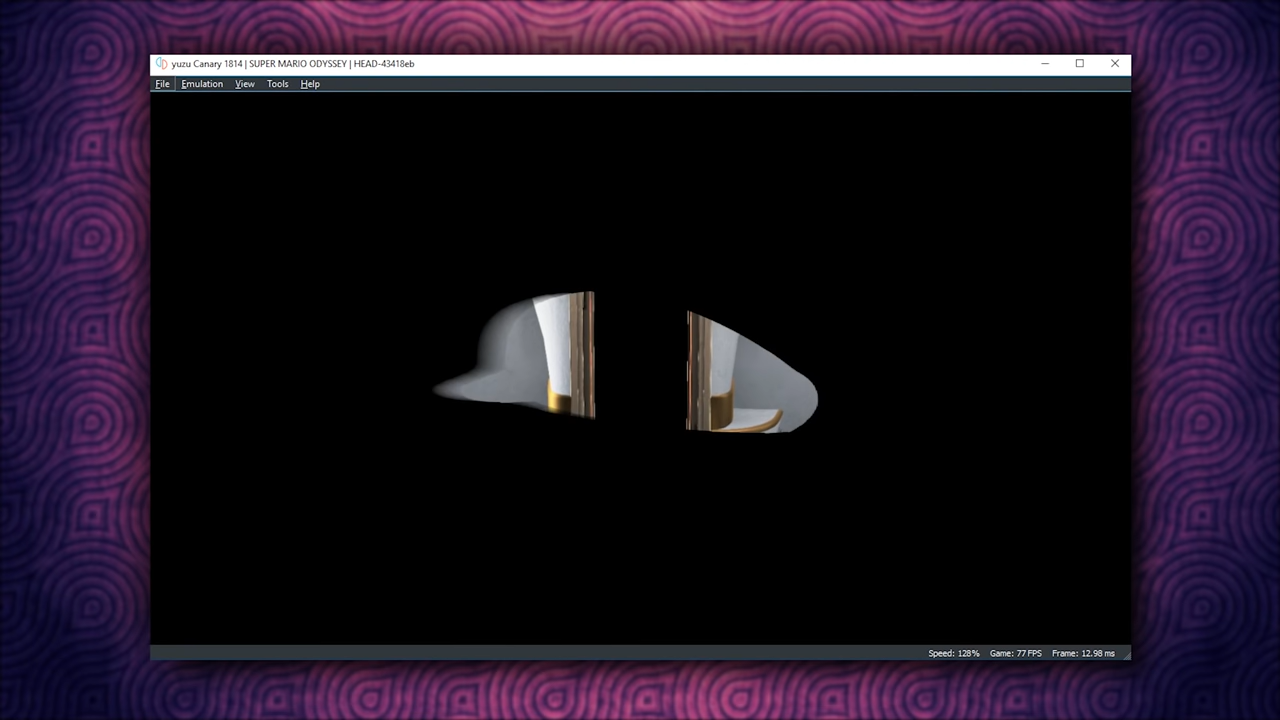 yuzu Canary 1814 | SUPER MARIO ODYSSEY | HEAD-43418eb
File Emulation View Tools Help
Speed: 128% Game: 77 FPS Frame: 12.98 ms